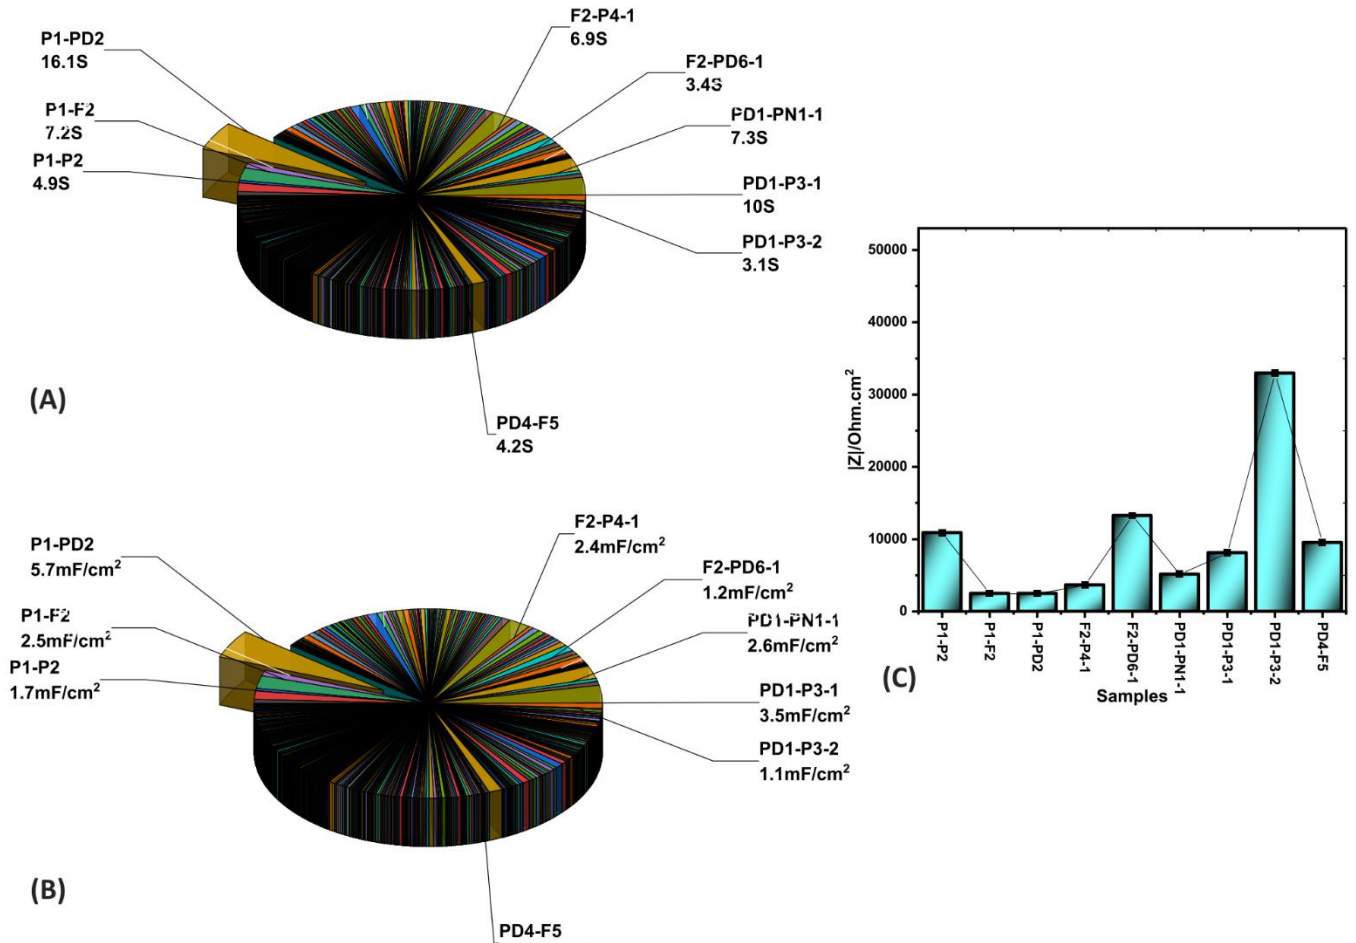 P1-PD2
16.1S
P1-F2
7.2S
P1-P2
4.9S
F2-P4-1
6.9S
F2-PD6-1
3.4S
PD1-PN1-1
7.3S
PD1-P3-1
10S
PD1-P3-2
3.1S
PD4-F5
4.2S
(A)
P1-PD2
5.7mF/cm²
P1-F2
2.5mF/cm²
P1-P2
1.7mF/cm²
F2-P4-1
2.4mF/cm²
F2-PD6-1
1.2mF/cm²
PD1-PN1-1
2.6mF/cm²
PD1-P3-1
3.5mF/cm²
PD1-P3-2
1.1mF/cm²
PD4-F5
(B)
|Z|/Ohm.cm²
50000
40000
30000
20000
10000
0
P1-P2
P1-F2
P1-PD2
F2-P4-1
F2-PD6-1
PD1-PN1-1
PD1-P3-1
PD1-P3-2
PD4-F5
Samples
(C)